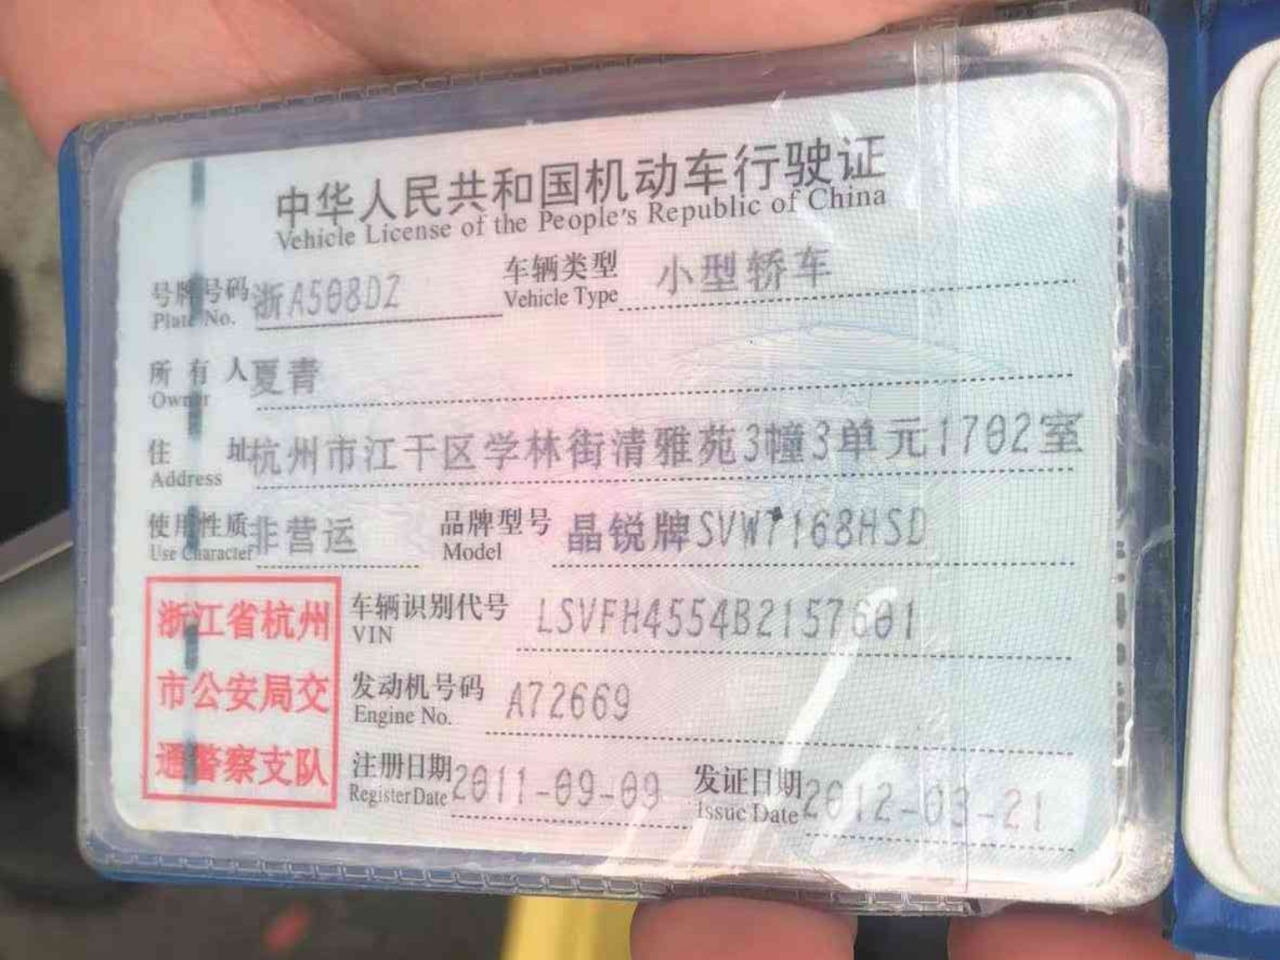 中华人民共和国机动车行驶证
Vehicle License of the People's Republic of China
号牌号码 浙A508DZ 车辆类型 小型轿车
Plate No. Vehicle Type
所有人 夏青
Owner
住址 杭州市江干区学林街清雅苑3幢3单元1702室
Address
使用性质 非营运 品牌型号 晶锐牌SVW7168HSD
Use Character Model
浙江省杭州
市公安局交
通警察支队
车辆识别代号 LSVFH4554B2157601
VIN
发动机号码 A72669
Engine No.
注册日期 2011-09-09 发证日期 2012-03-21
Register Date Issue Date